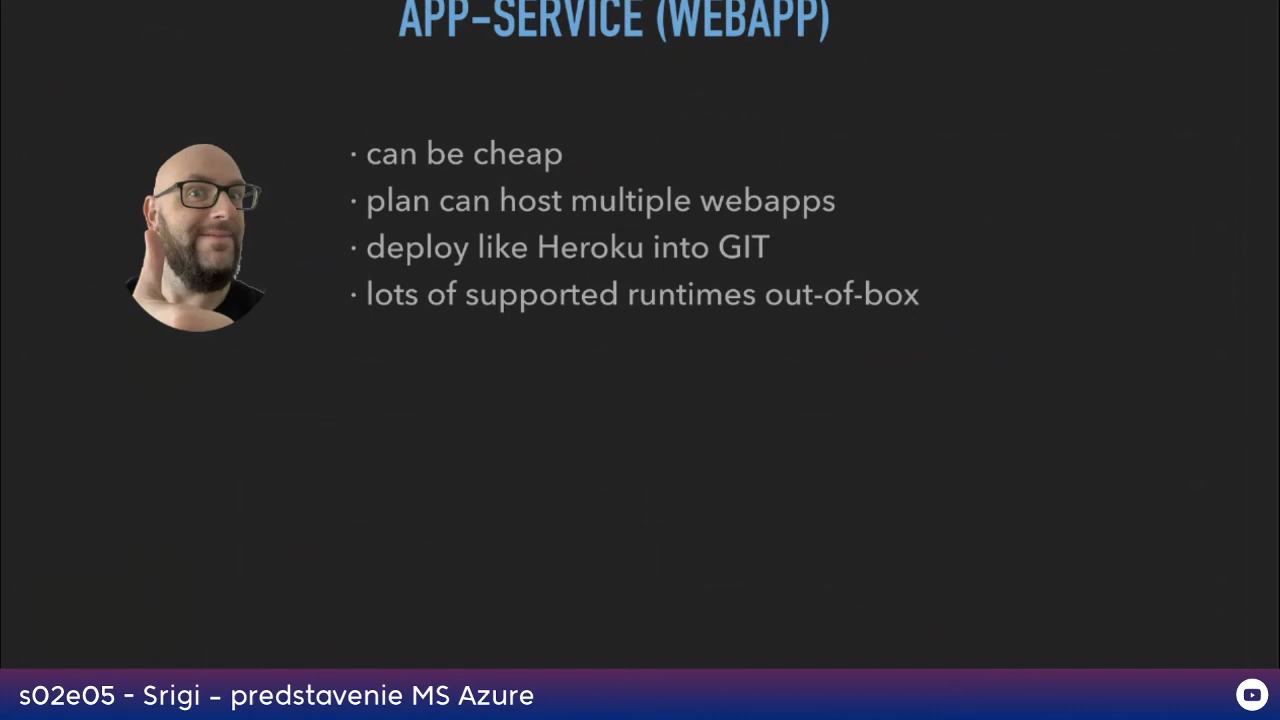 APP-SERVICE (WEBAPP)
· can be cheap
· plan can host multiple webapps
· deploy like Heroku into GIT
· lots of supported runtimes out-of-box
s02e05 - Srigi - predstavenie MS Azure